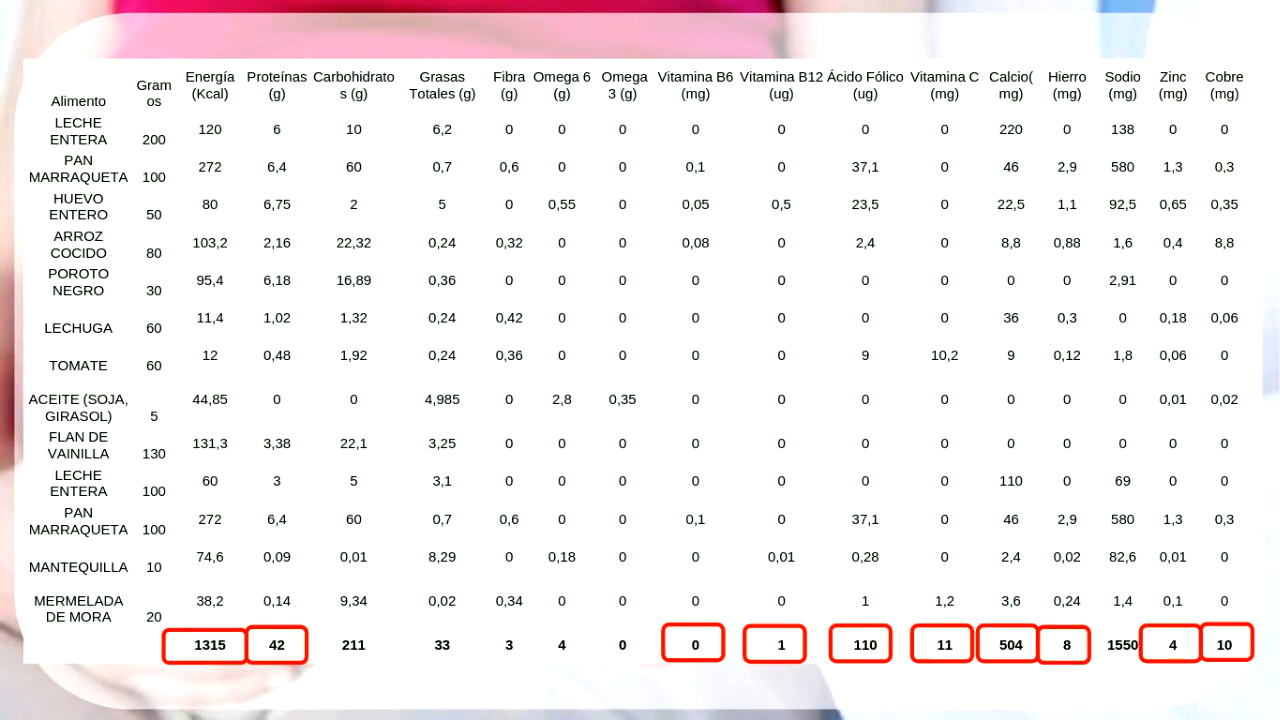 Alimento Gramos Energía (Kcal) Proteínas (g) Carbohidratos (g) Grasas Totales (g) Fibra (g) Omega 6 (g) Omega 3 (g) Vitamina B6 (mg) Vitamina B12 (ug) Ácido Fólico (ug) Vitamina C (mg) Calcio(mg) Hierro (mg) Sodio (mg) Zinc (mg) Cobre (mg)
LECHE ENTERA 200 120 6 10 6,2 0 0 0 0 0 0 0 220 0 138 0 0
PAN MARRAQUETA 100 272 6,4 60 0,7 0,6 0 0 0,1 0 37,1 0 46 2,9 580 1,3 0,3
HUEVO ENTERO 50 80 6,75 2 5 0 0,55 0 0,05 0,5 23,5 0 22,5 1,1 92,5 0,65 0,35
ARROZ COCIDO 80 103,2 2,16 22,32 0,24 0,32 0 0 0,08 0 2,4 0 8,8 0,88 1,6 0,4 8,8
POROTO NEGRO 30 95,4 6,18 16,89 0,36 0 0 0 0 0 0 0 0 0 2,91 0 0
LECHUGA 60 11,4 1,02 1,32 0,24 0,42 0 0 0 0 0 0 36 0,3 0 0,18 0,06
TOMATE 60 12 0,48 1,92 0,24 0,36 0 0 0 0 9 10,2 9 0,12 1,8 0,06 0
ACEITE (SOJA, GIRASOL) 5 44,85 0 0 4,985 0 2,8 0,35 0 0 0 0 0 0 0 0,01 0,02
FLAN DE VAINILLA 130 131,3 3,38 22,1 3,25 0 0 0 0 0 0 0 0 0 0 0 0
LECHE ENTERA 100 60 3 5 3,1 0 0 0 0 0 0 0 110 0 69 0 0
PAN MARRAQUETA 100 272 6,4 60 0,7 0,6 0 0 0,1 0 37,1 0 46 2,9 580 1,3 0,3
MANTEQUILLA 10 74,6 0,09 0,01 8,29 0 0,18 0 0 0,01 0,28 0 2,4 0,02 82,6 0,01 0
MERMELADA DE MORA 20 38,2 0,14 9,34 0,02 0,34 0 0 0 0 1 1,2 3,6 0,24 1,4 0,1 0
1315 42 211 33 3 4 0 0 1 110 11 504 8 1550 4 10